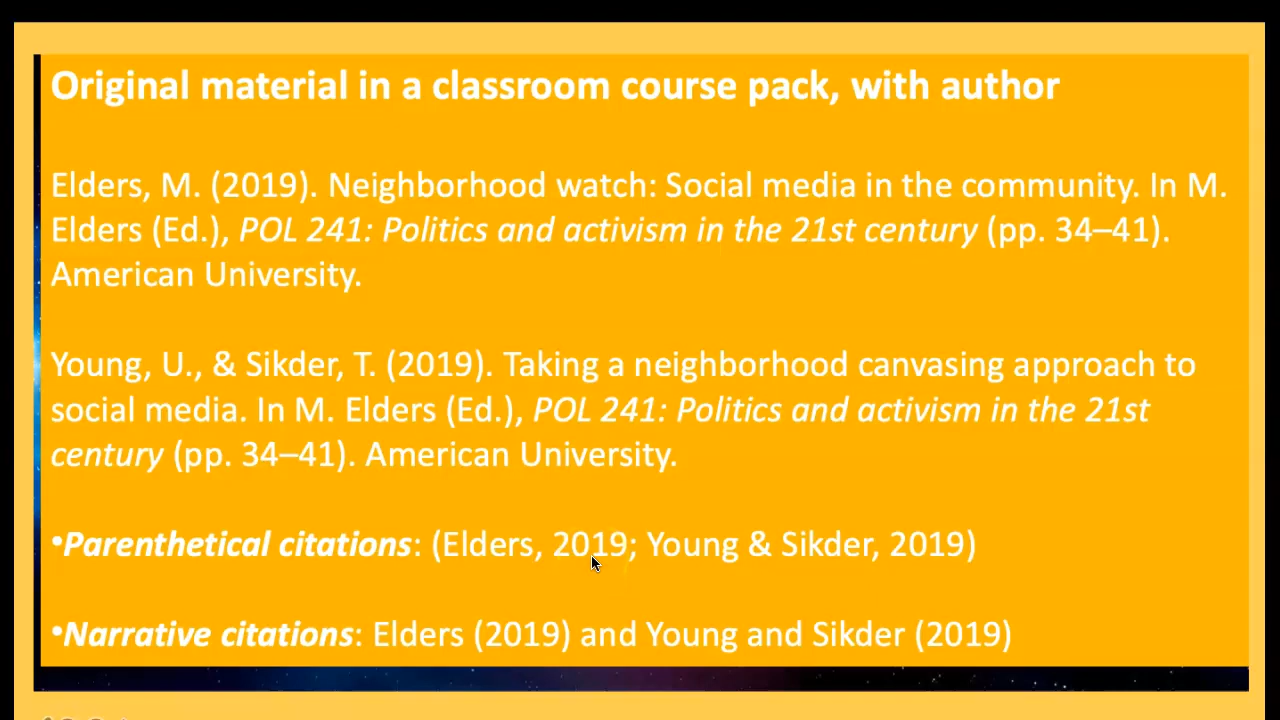 Original material in a classroom course pack, with author
Elders, M. (2019). Neighborhood watch: Social media in the community. In M.
Elders (Ed.), POL 241: Politics and activism in the 21st century (pp. 34–41).
American University.
Young, U., & Sikder, T. (2019). Taking a neighborhood canvasing approach to
social media. In M. Elders (Ed.), POL 241: Politics and activism in the 21st
century (pp. 34–41). American University.
•Parenthetical citations: (Elders, 2019; Young & Sikder, 2019)
•Narrative citations: Elders (2019) and Young and Sikder (2019)